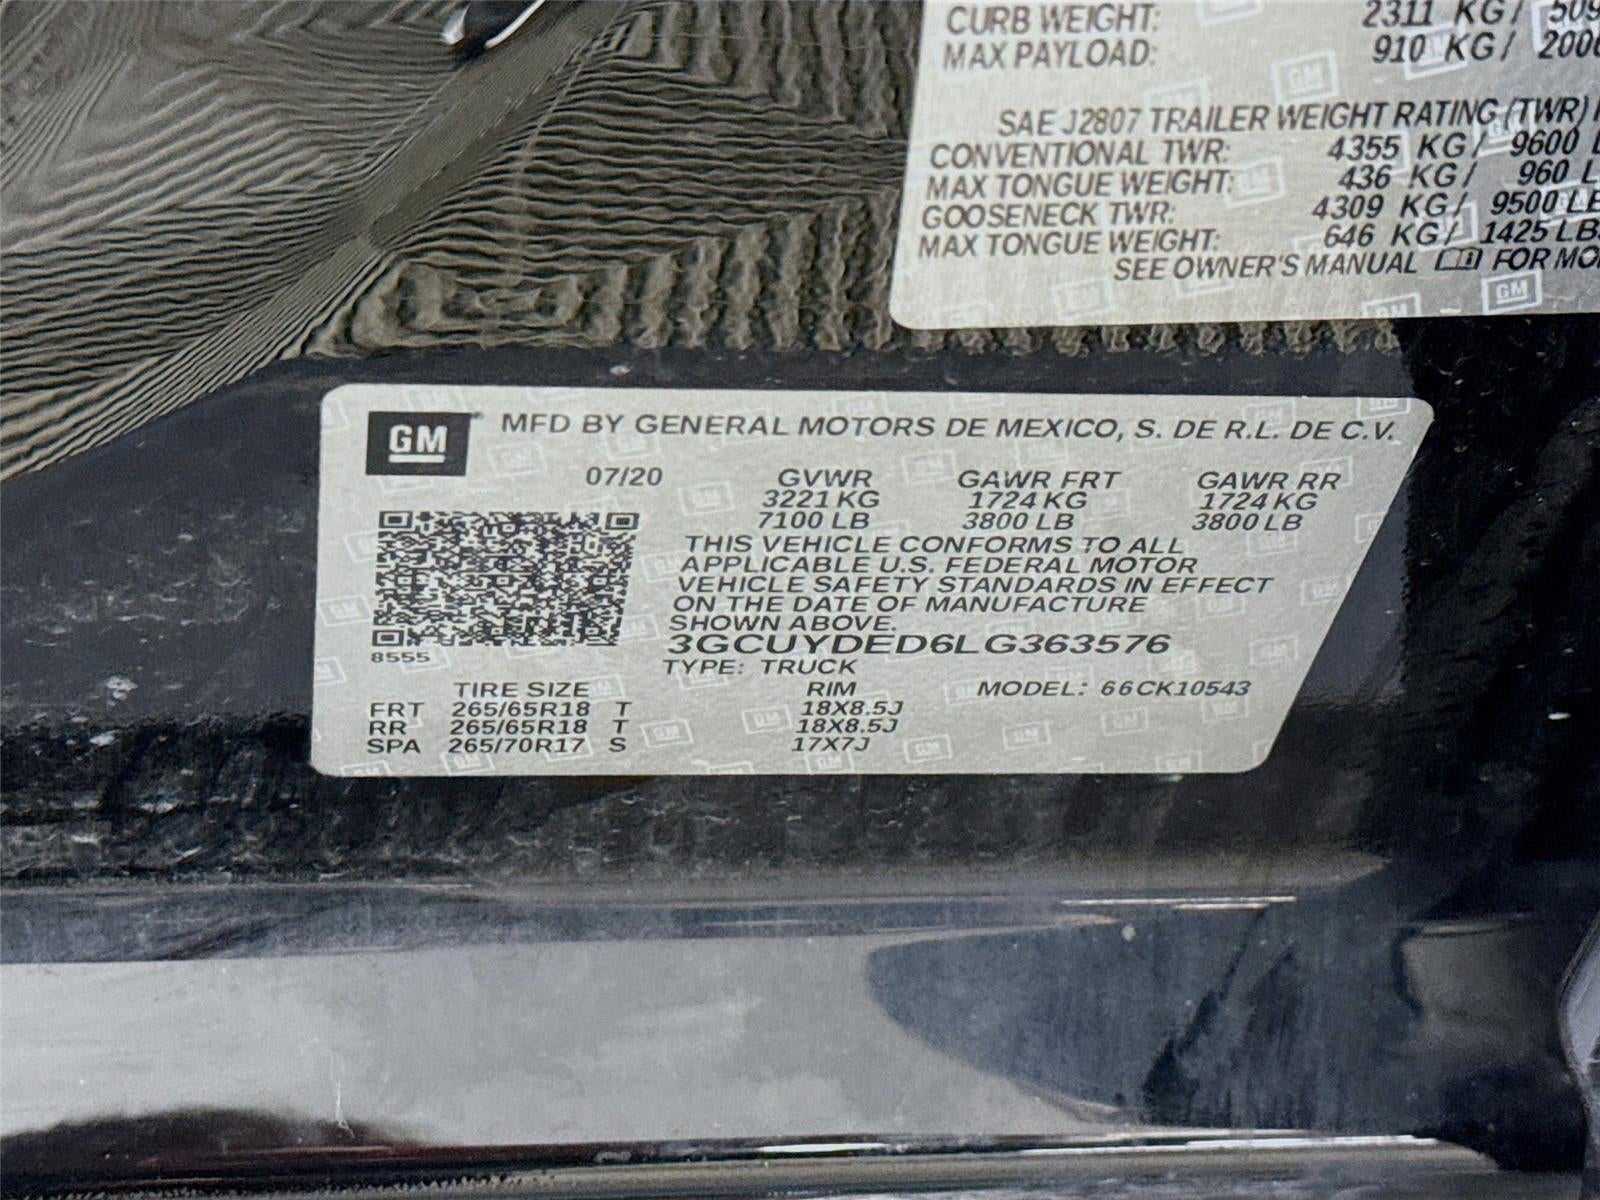 CURB WEIGHT: 2311 KG/
MAX PAYLOAD: 910 KG/
SAE J2807 TRAILER WEIGHT RATING (TWR)
CONVENTIONAL TWR: 4355 KG/ 9600
MAX TONGUE WEIGHT: 436 KG/ 960
GOOSENECK TWR: 4309 KG/ 9500 LB
MAX TONGUE WEIGHT: 646 KG/ 1425 LB
SEE OWNER'S MANUAL FOR
GM
MFD BY GENERAL MOTORS DE MEXICO, S. DE R.L. DE C.V.
07/20 GVWR GAWR FRT GAWR RR
3221 KG 1724 KG 1724 KG
7100 LB 3800 LB 3800 LB
THIS VEHICLE CONFORMS TO ALL
APPLICABLE U.S. FEDERAL MOTOR
VEHICLE SAFETY STANDARDS IN EFFECT
ON THE DATE OF MANUFACTURE
SHOWN ABOVE.
3GCUYDED6LG363576
8555
TYPE: TRUCK
TIRE SIZE RIM MODEL: 66CK10543
FRT 265/65R18 T 18X8.5J
RR 265/65R18 T 18X8.5J
SPA 265/70R17 S 17X7J